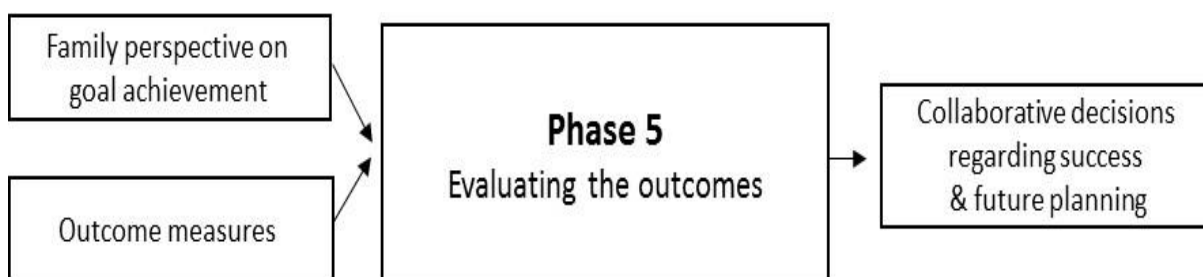 Family perspective on
goal achievement
Outcome measures
Phase 5
Evaluating the outcomes
Collaborative decisions
regarding success
& future planning